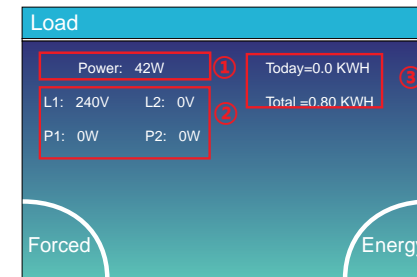 Load
Power: 42W
①
Today=0.0 KWH
③
L1: 240V L2: 0V
Total =0.80 KWH
②
P1: 0W P2: 0W
Forced
Energy